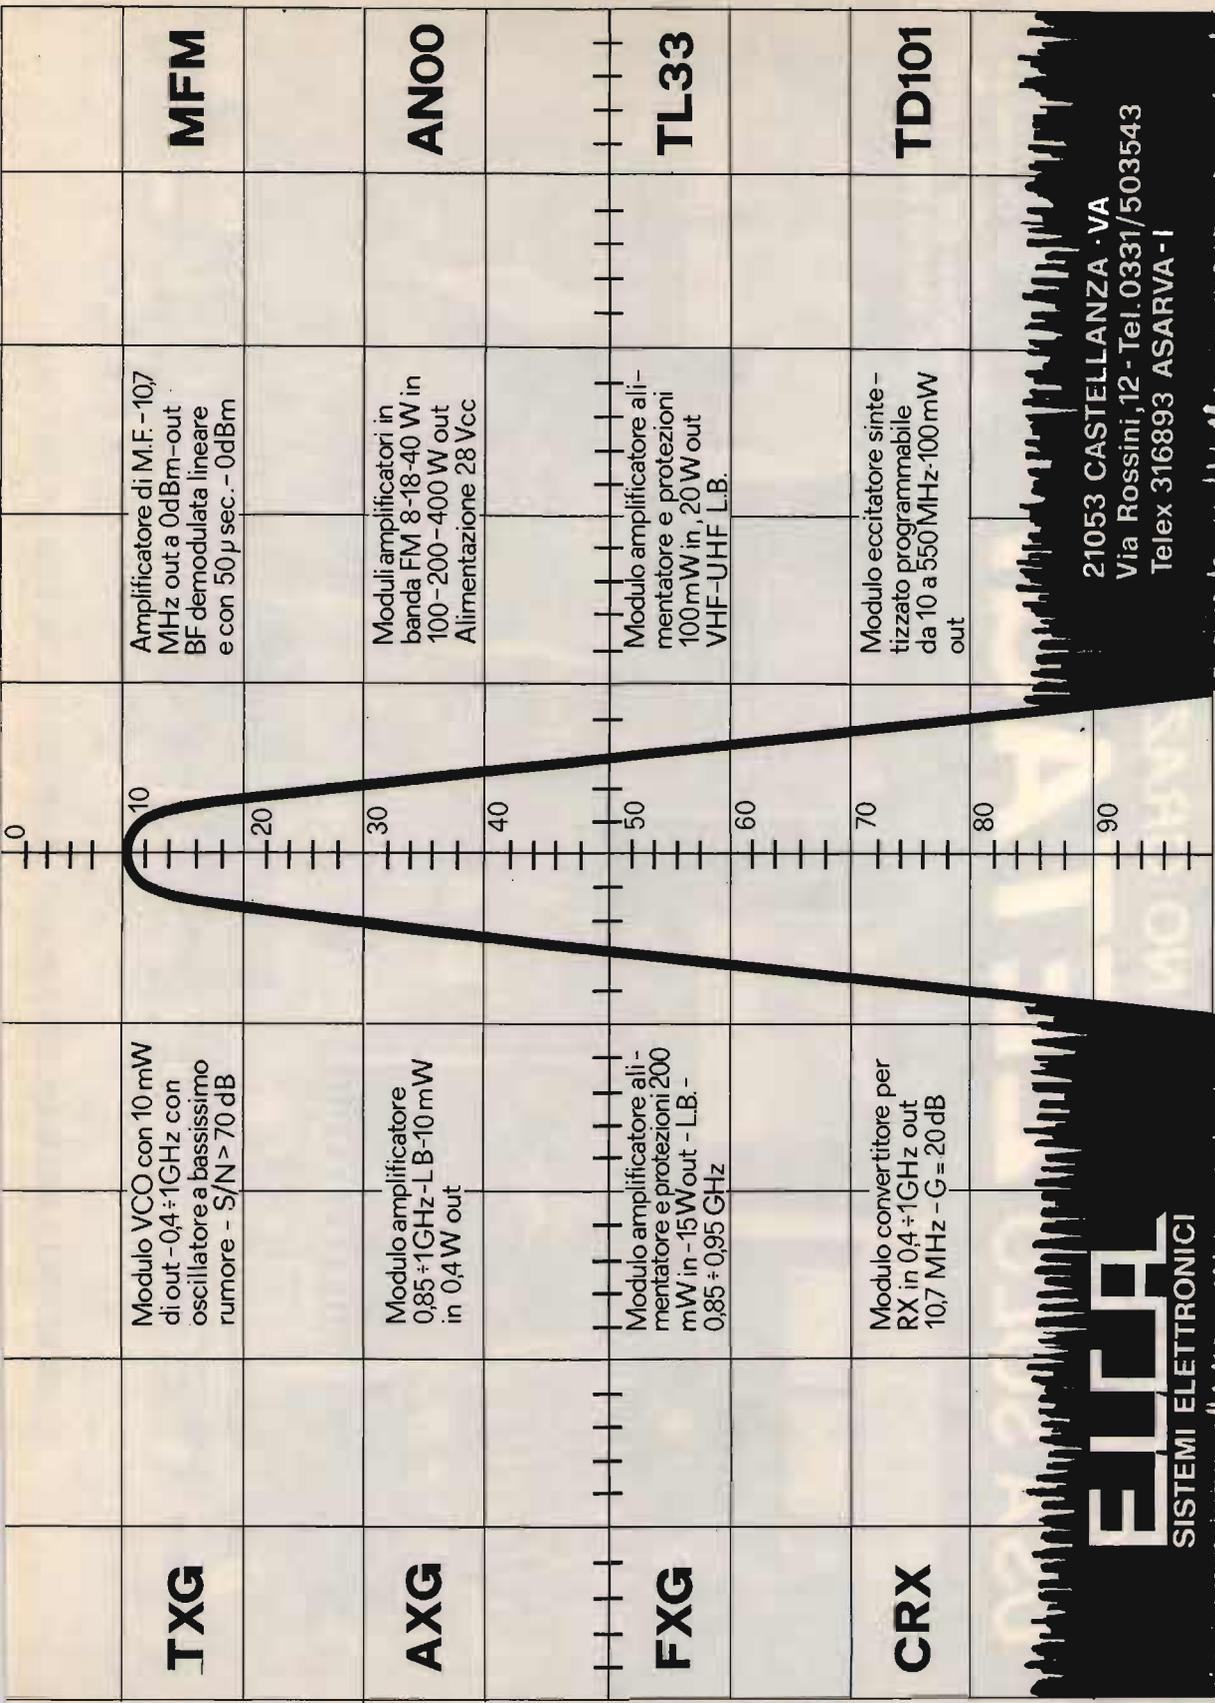 TXG
Modulo VCO con 10 mW
di out - 0,4÷1GHz con
oscillatore a bassissimo
rumore - S/N > 70 dB
AXG
Modulo amplificatore
0,85÷1GHz-LB-10mW
in 0,4 W out
FXG
Modulo amplificatore ali-
mentatore e protezioni 200
mW in -15W out - L.B. -
0,85÷0,95 GHz
CRX
Modulo convertitore per
RX in 0,4÷1GHz out
10,7 MHz - G = 20 dB
0
10
20
30
40
50
60
70
80
90
Amplificatore di M.F. - 10,7
MHz out a 0dBm-out
BF demodulata lineare
e con 50 µ sec. - 0dBm
MFM
Moduli amplificatori in
banda FM 8-18-40 W in
100-200-400 W out
Alimentazione 28 Vcc
AN00
Modulo amplificatore ali-
mentatore e protezioni
100mW in, 20 W out
VHF-UHF L.B.
TL33
Modulo eccitatore sinte-
tizzato programmabile
da 10 a 550 MHz-100mW
out
TD101
ELCA
SISTEMI ELETTRONICI
21053 CASTELLANZA · VA
Via Rossini, 12 - Tel. 0331/503543
Telex 316893 ASARVA - I